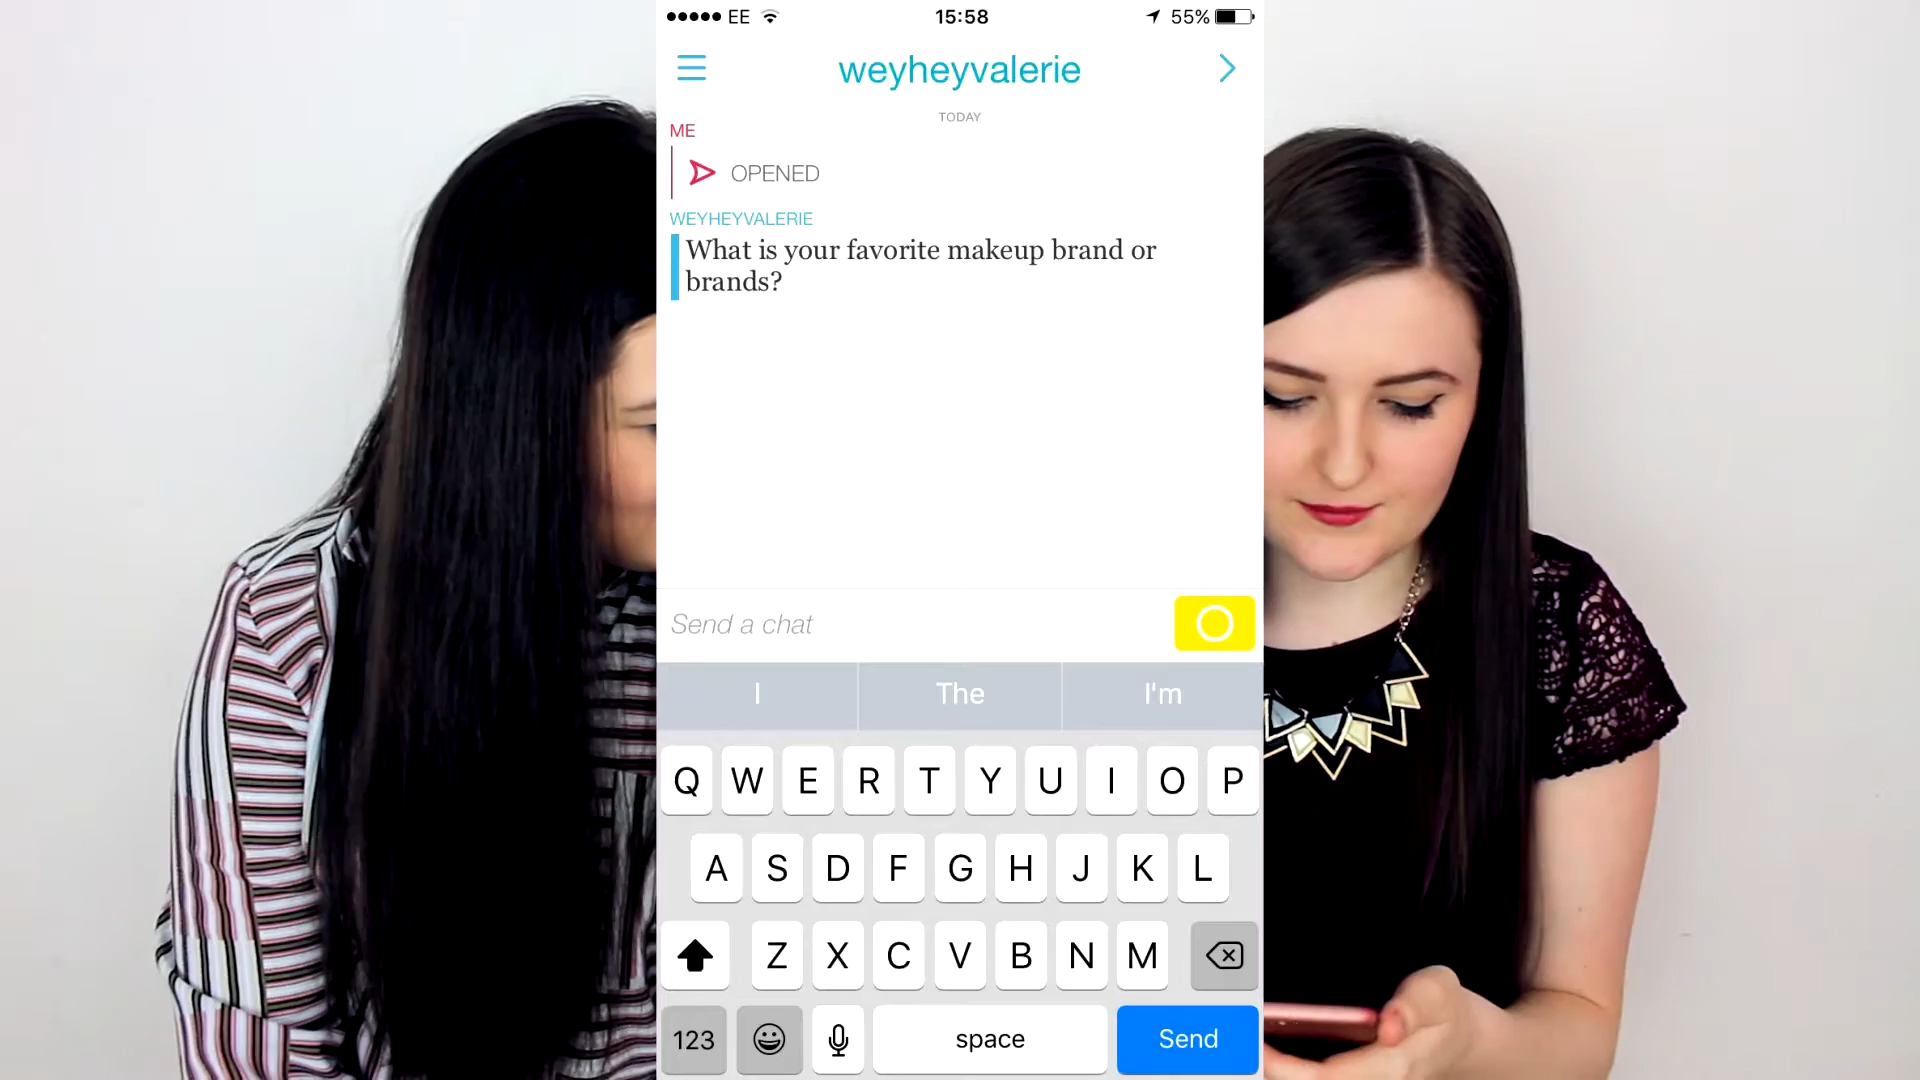 EE 15:58 55%
weyheyvalerie
TODAY
ME
OPENED
WEYHEYVALERIE
What is your favorite makeup brand or
brands?
Send a chat
I The I'm
Q W E R T Y U I O P
A S D F G H J K L
Z X C V B N M
123 space Send